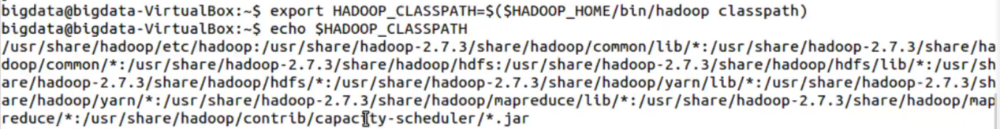 bigdata@bigdata-VirtualBox:~$ export HADOOP_CLASSPATH=$($HADOOP_HOME/bin/hadoop classpath)
bigdata@bigdata-VirtualBox:~$ echo $HADOOP_CLASSPATH
/usr/share/hadoop/etc/hadoop:/usr/share/hadoop-2.7.3/share/hadoop/common/lib/*:/usr/share/hadoop-2.7.3/share/ha
doop/common/*:/usr/share/hadoop-2.7.3/share/hadoop/hdfs:/usr/share/hadoop-2.7.3/share/hadoop/hdfs/lib/*:/usr/sh
are/hadoop-2.7.3/share/hadoop/hdfs/*:/usr/share/hadoop-2.7.3/share/hadoop/yarn/lib/*:/usr/share/hadoop-2.7.3/sh
are/hadoop/yarn/*:/usr/share/hadoop-2.7.3/share/hadoop/mapreduce/lib/*:/usr/share/hadoop-2.7.3/share/hadoop/map
reduce/*:/usr/share/hadoop/contrib/capacity-scheduler/*.jar